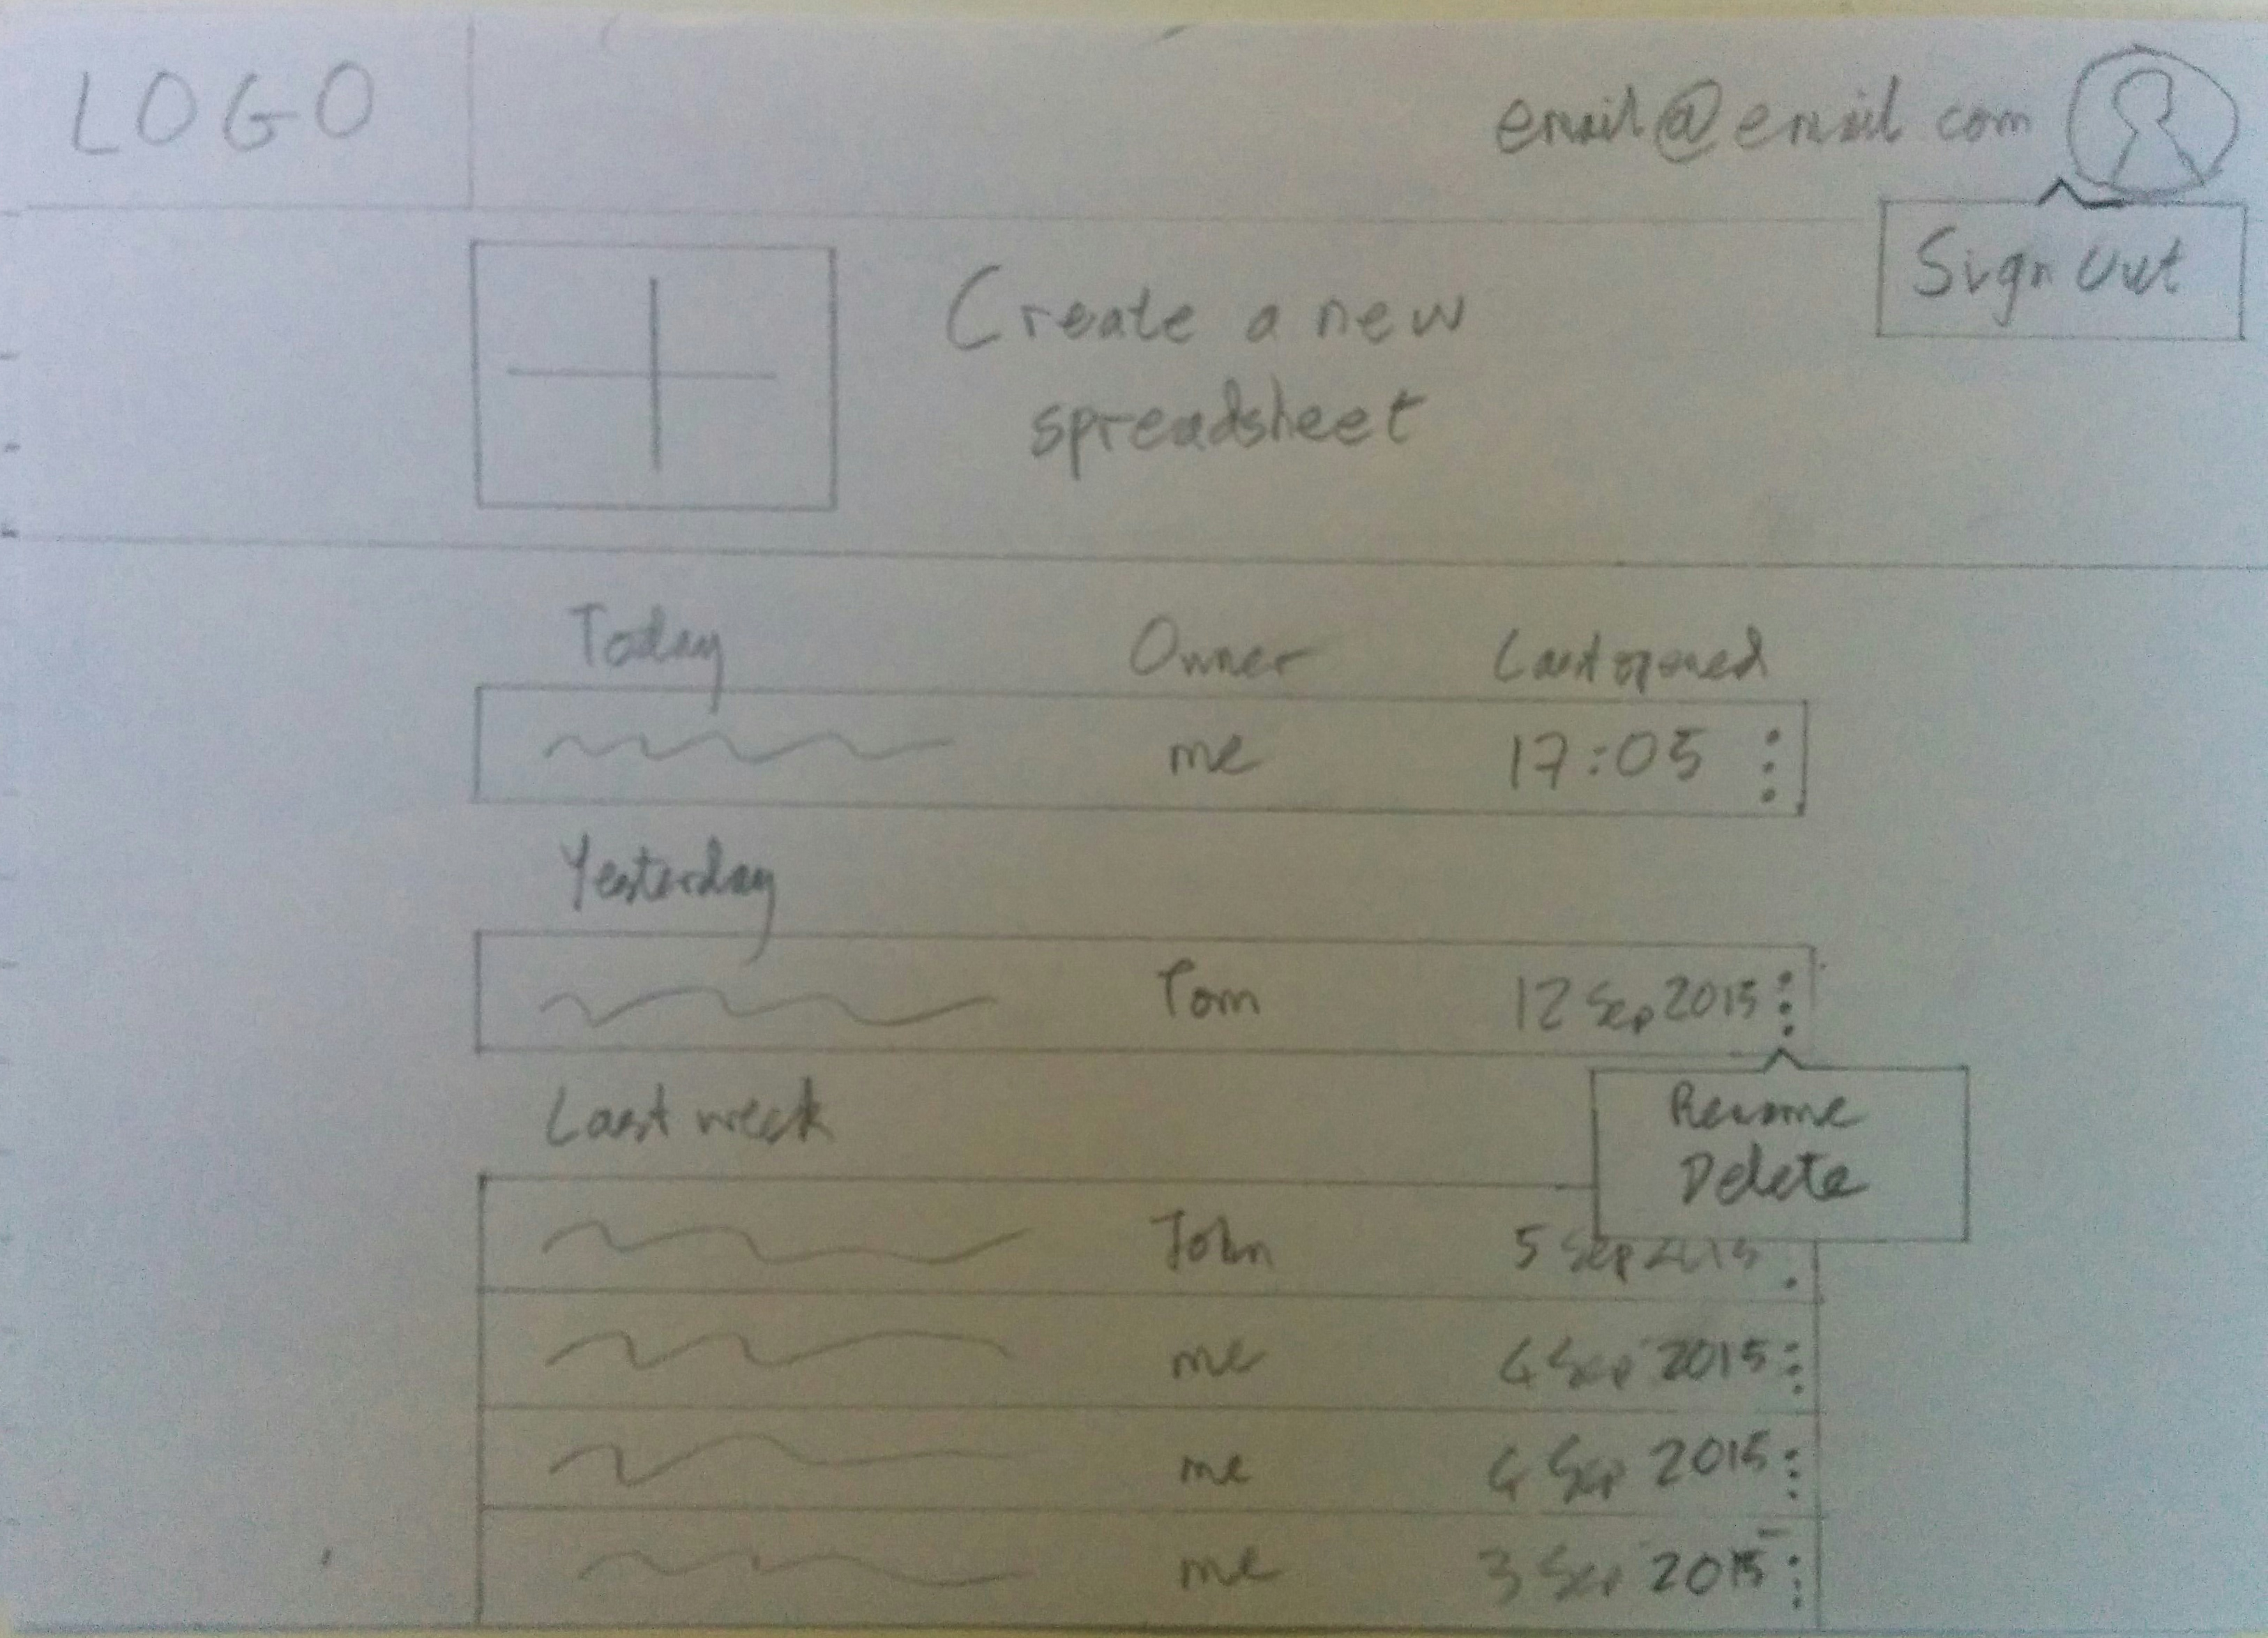 LOGO
email@email com
Sign Out
Create a new
spreadsheet
Today Owner Last opened
me 17:05
Yesterday
Tom 12 Sep 2015
Last week
Rename
Delete
John 5 Sep 2015
me 4 Sep 2015
me 4 Sep 2015
me 3 Sep 2015